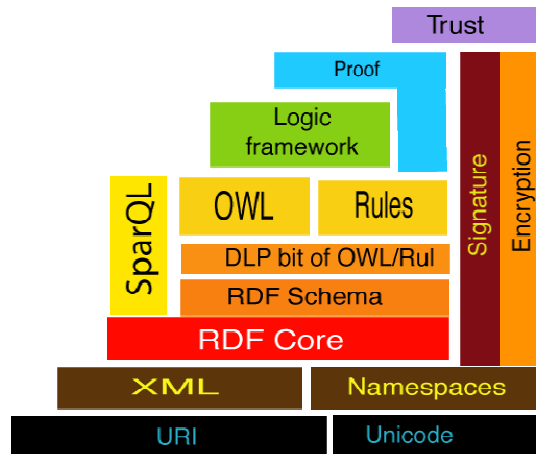 Trust
Proof
Logic
framework
SparQL
OWL
Rules
Signature
Encryption
DLP bit of OWL/Rul
RDF Schema
RDF Core
XML
Namespaces
URI
Unicode